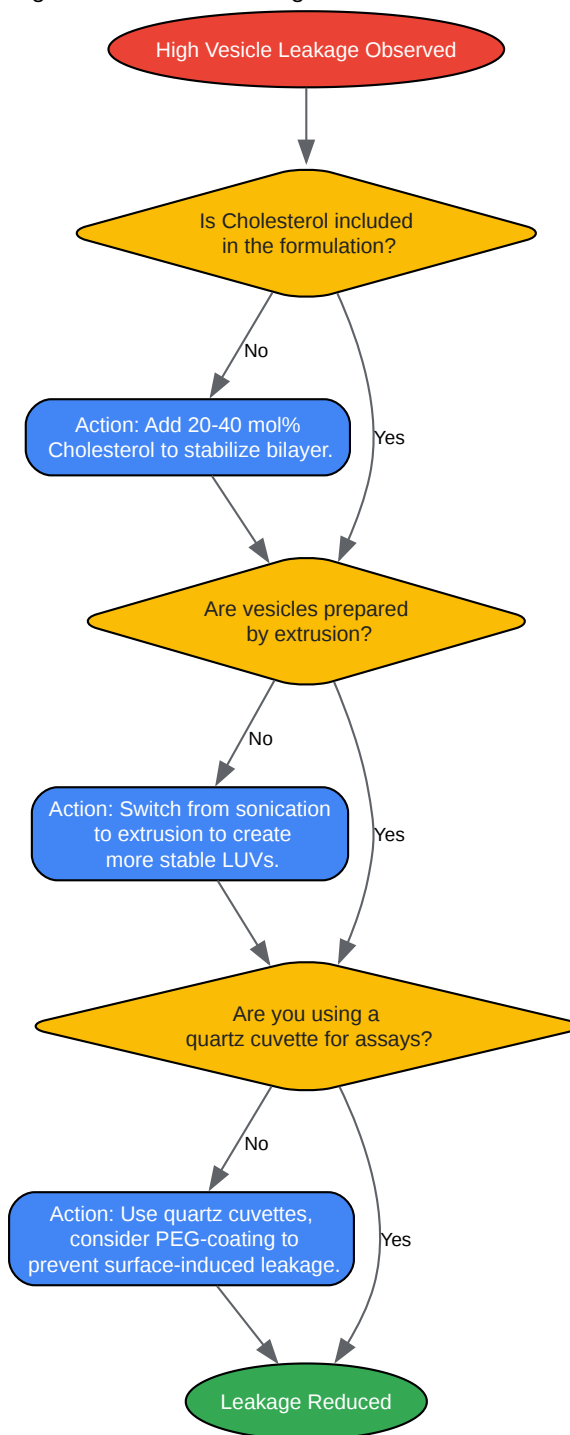 High Vesicle Leakage Observed
Is Cholesterol included
in the formulation?
No
Action: Add 20-40 mol%
Cholesterol to stabilize bilayer.
Yes
Are vesicles prepared
by extrusion?
No
Action: Switch from sonication
to extrusion to create
more stable LUVs.
Yes
Are you using a
quartz cuvette for assays?
No
Action: Use quartz cuvettes,
consider PEG-coating to
prevent surface-induced leakage.
Yes
Leakage Reduced